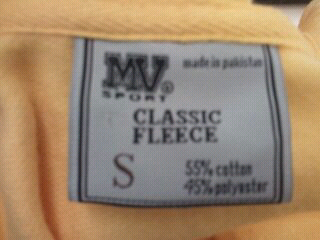 MV®
SPORT
made in pakistan
CLASSIC
FLEECE
S
55% cotton
45% polyester